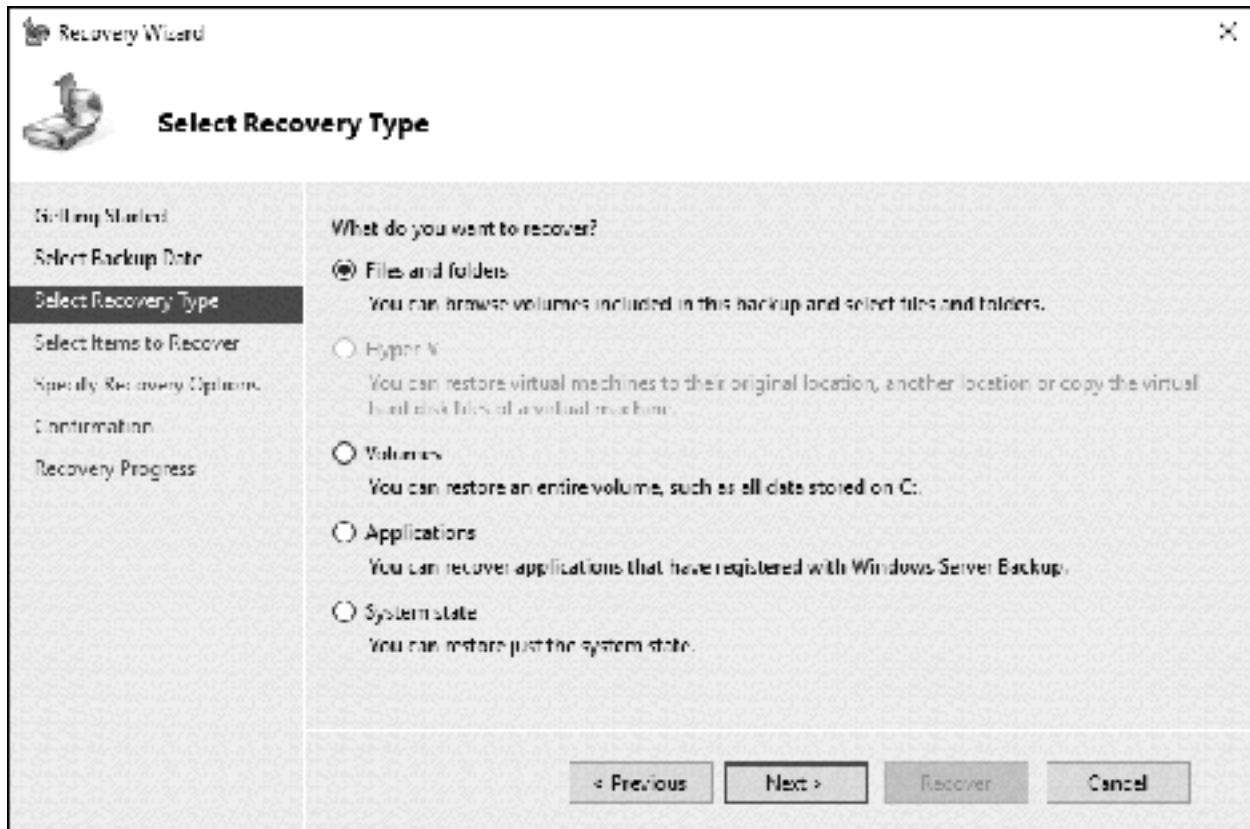 Recovery Wizard
Select Recovery Type
Getting Started
Select Backup Date
Select Recovery Type
Select Items to Recover
Specify Recovery Options
Confirmation
Recovery Progress
What do you want to recover?
Files and folders
You can browse volumes included in this backup and select files and folders.
Hyper-V
You can restore virtual machines to their original location, another location or copy the virtual
hard disk files of a virtual machine.
Volumes
You can restore an entire volume, such as all data stored on C:.
Applications
You can recover applications that have registered with Windows Server Backup.
System state
You can restore just the system state.
< Previous
Next >
Recover
Cancel